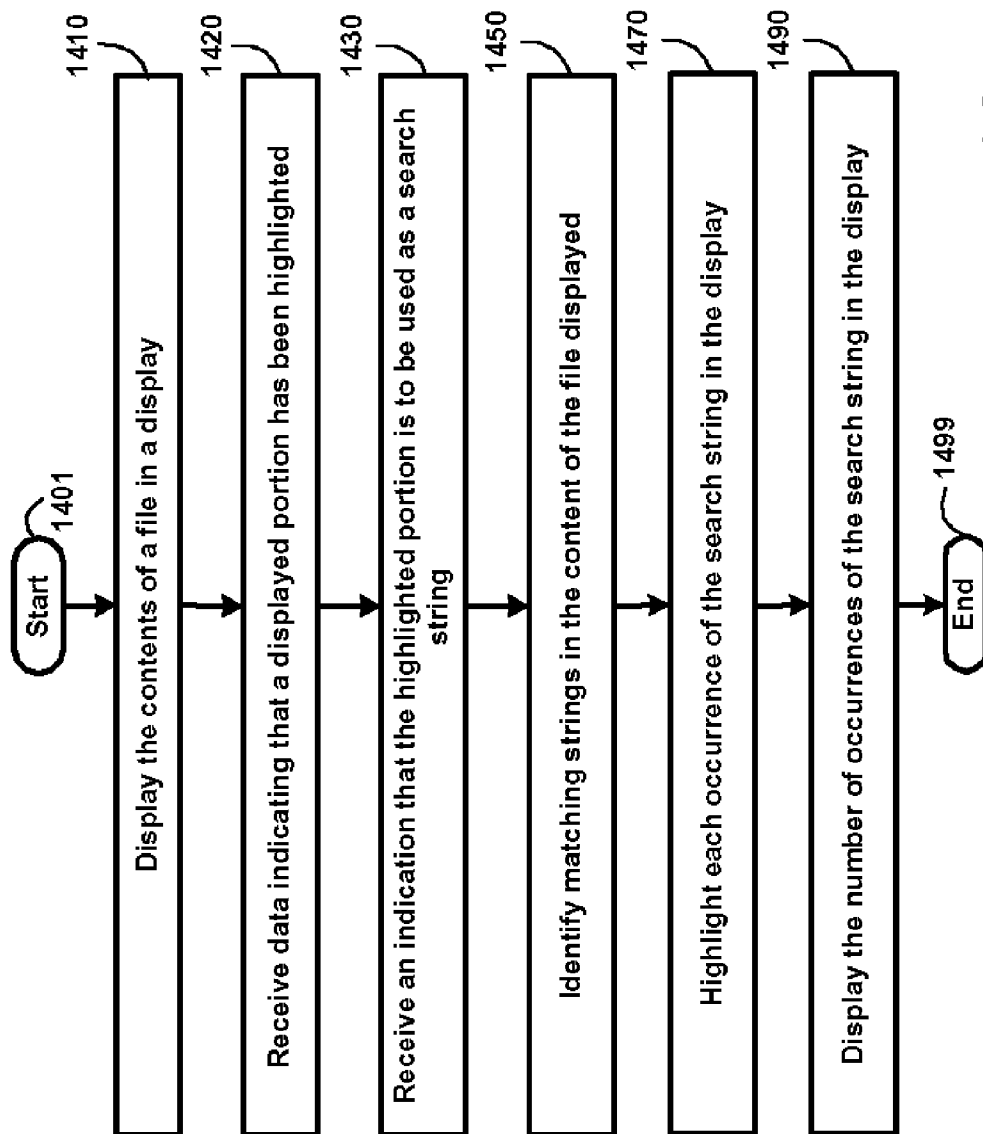 Start
1401
1410
Display the contents of a file in a display
1420
Receive data indicating that a displayed portion has been highlighted
1430
Receive an indication that the highlighted portion is to be used as a search
string
1450
Identify matching strings in the content of the file displayed
1470
Highlight each occurrence of the search string in the display
1490
Display the number of occurrences of the search string in the display
1499
End